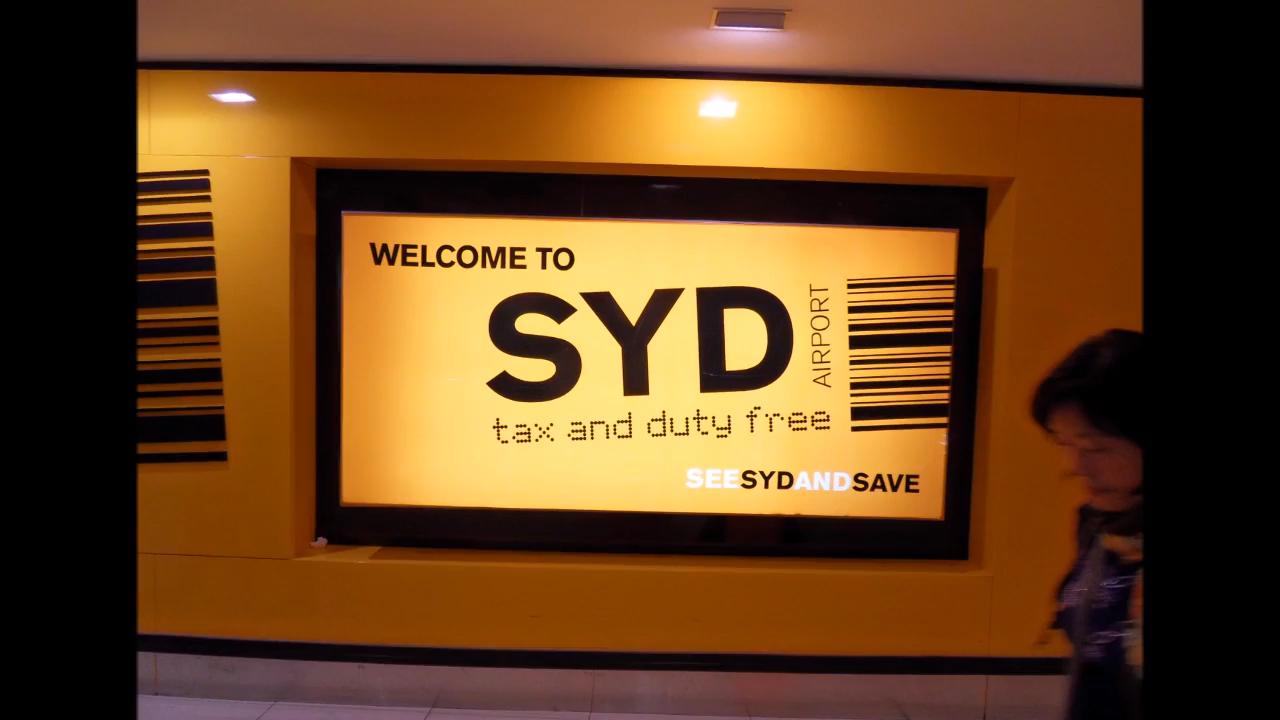 WELCOME TO
SYD
AIRPORT
tax and duty free
SEESYDANDSAVE